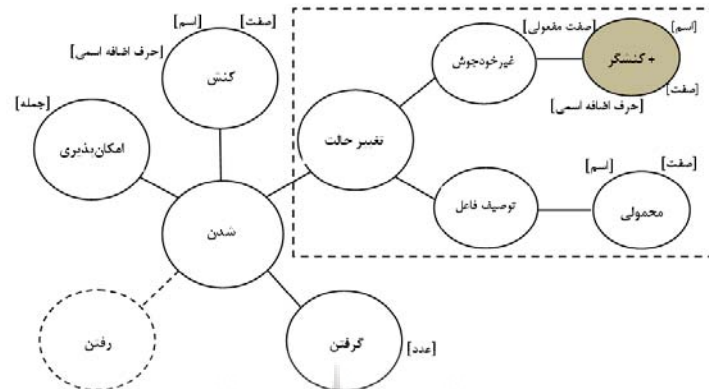 [اسم]
[صفت]
[صفت مفعولی]
[اسم]
[صفت]
[حرف اضافه اسمی]
کنش
غیرخودجوش
+ کنشگر
[صفت]
[حرف اضافه اسمی]
[جمله]
امکان‌پذیری
تغییر حالت
[صفت]
[اسم]
توصیف فاعل
محمولی
شدن
رفتن
گرفتن
[عدد]